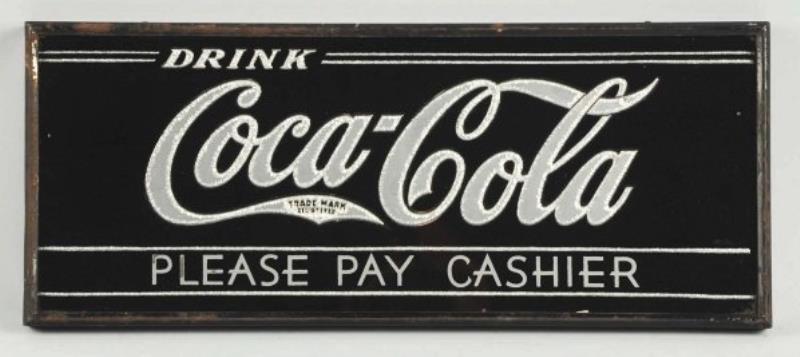 DRINK
Coca-Cola
TRADE MARK
PLEASE PAY CASHIER